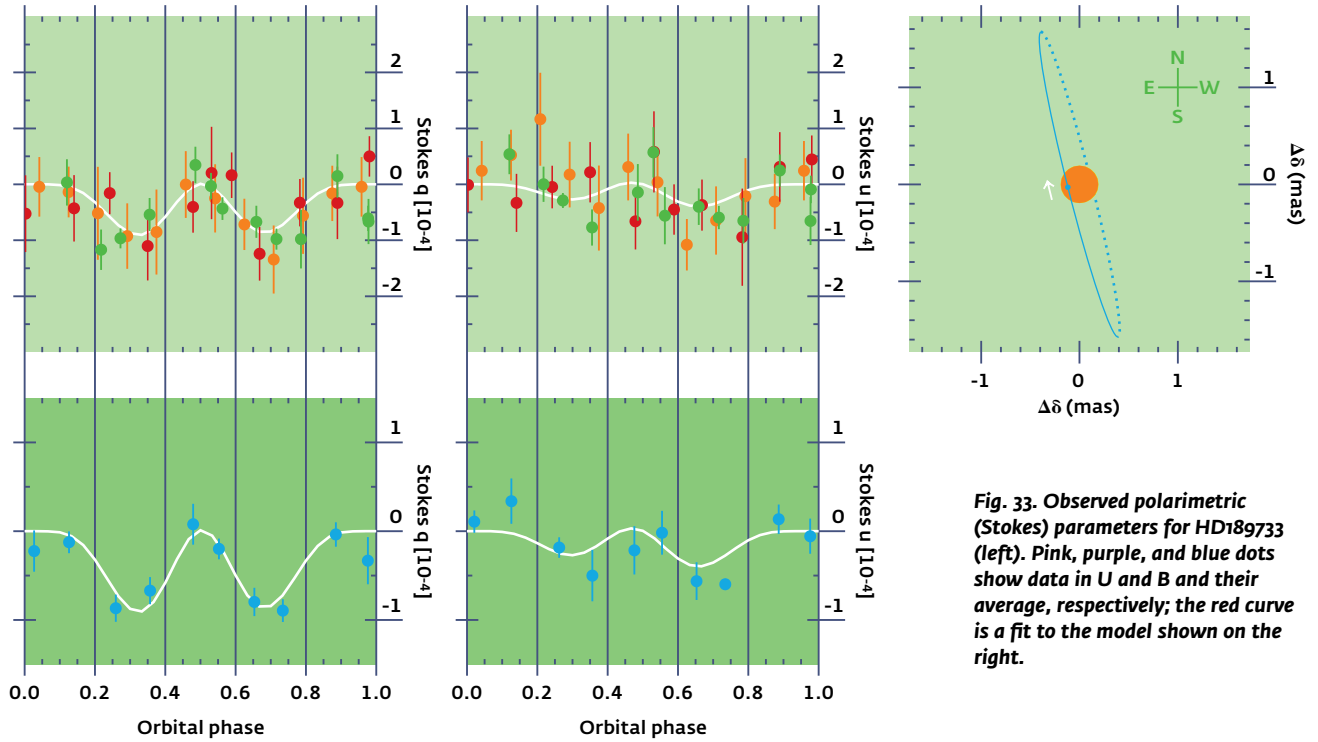 2
1
0
-1
-2
Stokes q [10-4]
2
1
0
-1
-2
Stokes u [10-4]
N
E W
S
1
0
-1
Δδ (mas)
-1 0 1
Δδ (mas)
1
0
-1
Stokes q [10-4]
0.0 0.2 0.4 0.6 0.8 1.0
Orbital phase
1
0
-1
Stokes u [10-4]
0.0 0.2 0.4 0.6 0.8 1.0
Orbital phase
Fig. 33. Observed polarimetric
(Stokes) parameters for HD189733
(left). Pink, purple, and blue dots
show data in U and B and their
average, respectively; the red curve
is a fit to the model shown on the
right.